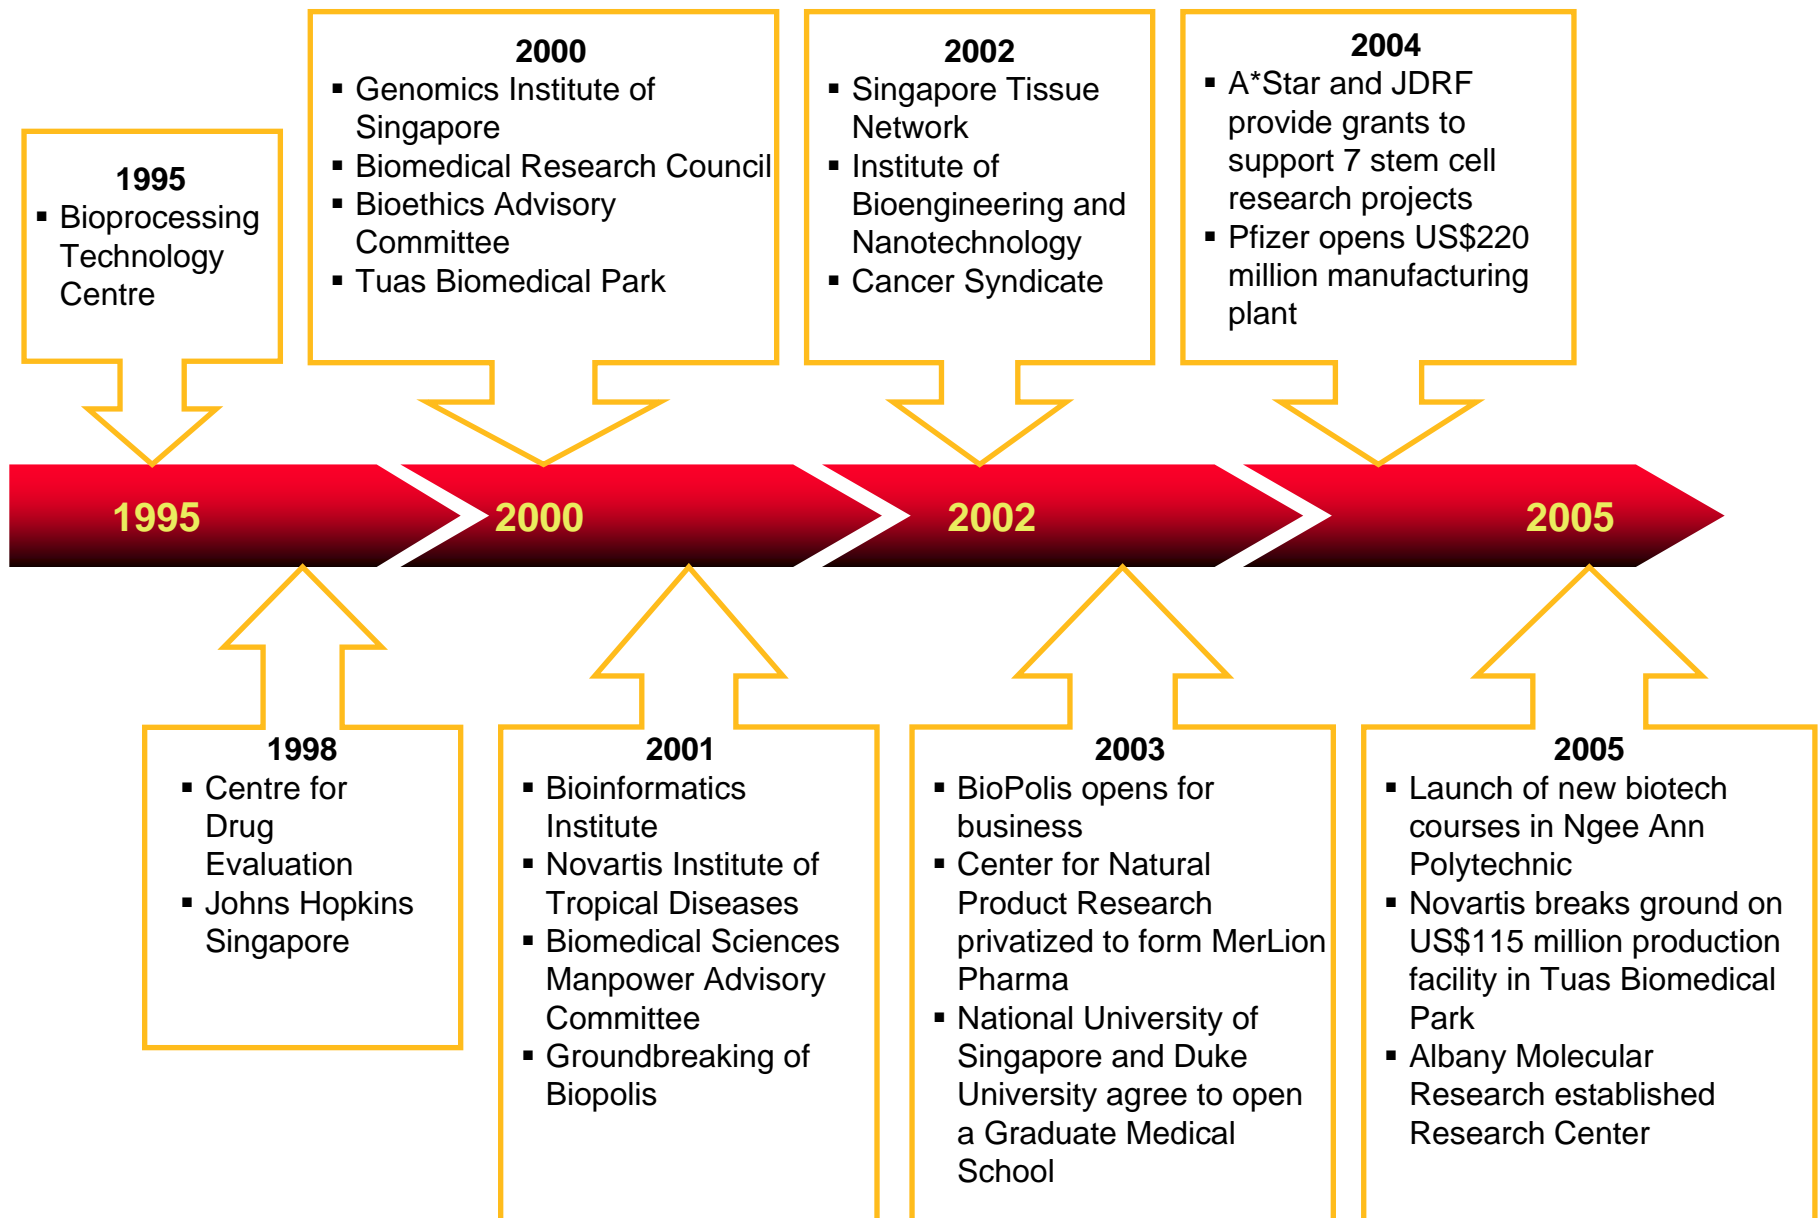 1995
▪ Bioprocessing
Technology
Centre
2000
▪ Genomics Institute of
Singapore
▪ Biomedical Research Council
▪ Bioethics Advisory
Committee
▪ Tuas Biomedical Park
2002
▪ Singapore Tissue
Network
▪ Institute of
Bioengineering and
Nanotechnology
▪ Cancer Syndicate
2004
▪ A*Star and JDRF
provide grants to
support 7 stem cell
research projects
▪ Pfizer opens US$220
million manufacturing
plant
1995
2000
2002
2005
1998
▪ Centre for
Drug
Evaluation
▪ Johns Hopkins
Singapore
2001
▪ Bioinformatics
Institute
▪ Novartis Institute of
Tropical Diseases
▪ Biomedical Sciences
Manpower Advisory
Committee
▪ Groundbreaking of
Biopolis
2003
▪ BioPolis opens for
business
▪ Center for Natural
Product Research
privatized to form MerLion
Pharma
▪ National University of
Singapore and Duke
University agree to open
a Graduate Medical
School
2005
▪ Launch of new biotech
courses in Ngee Ann
Polytechnic
▪ Novartis breaks ground on
US$115 million production
facility in Tuas Biomedical
Park
▪ Albany Molecular
Research established
Research Center